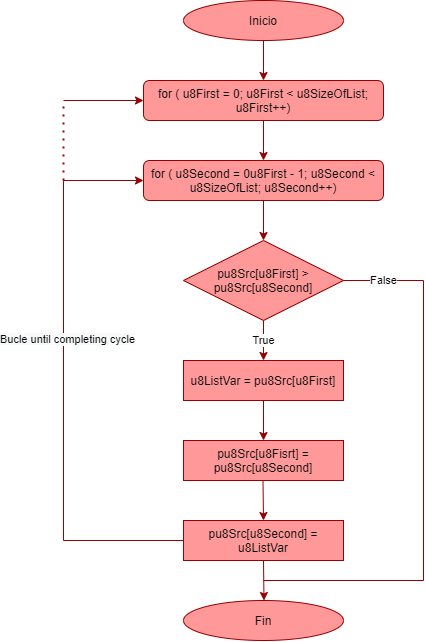 Inicio
for ( u8First = 0; u8First < u8SizeOfList;
u8First++)
for ( u8Second = 0u8First - 1; u8Second <
u8SizeOfList; u8Second++)
pu8Src[u8First] >
pu8Src[u8Second]
False
True
Bucle until completing cycle
u8ListVar = pu8Src[u8First]
pu8Src[u8Fisrt] =
pu8Src[u8Second]
pu8Src[u8Second] =
u8ListVar
Fin